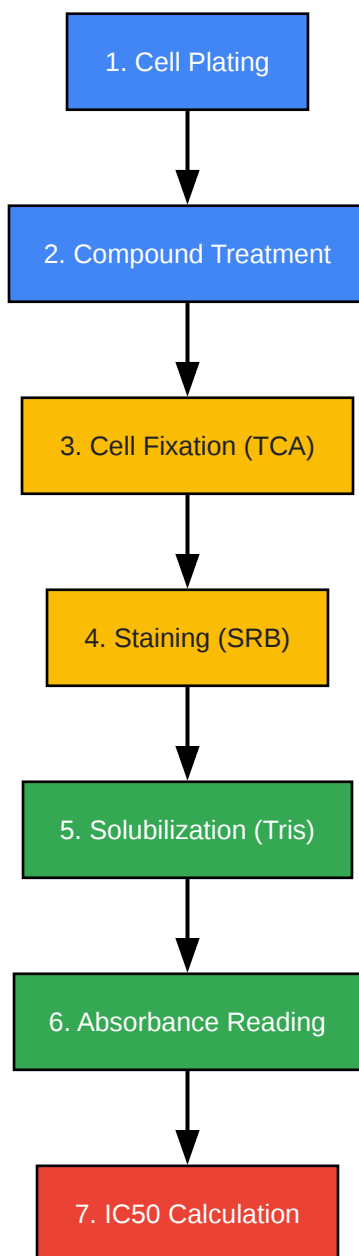 1. Cell Plating
2. Compound Treatment
3. Cell Fixation (TCA)
4. Staining (SRB)
5. Solubilization (Tris)
6. Absorbance Reading
7. IC50 Calculation